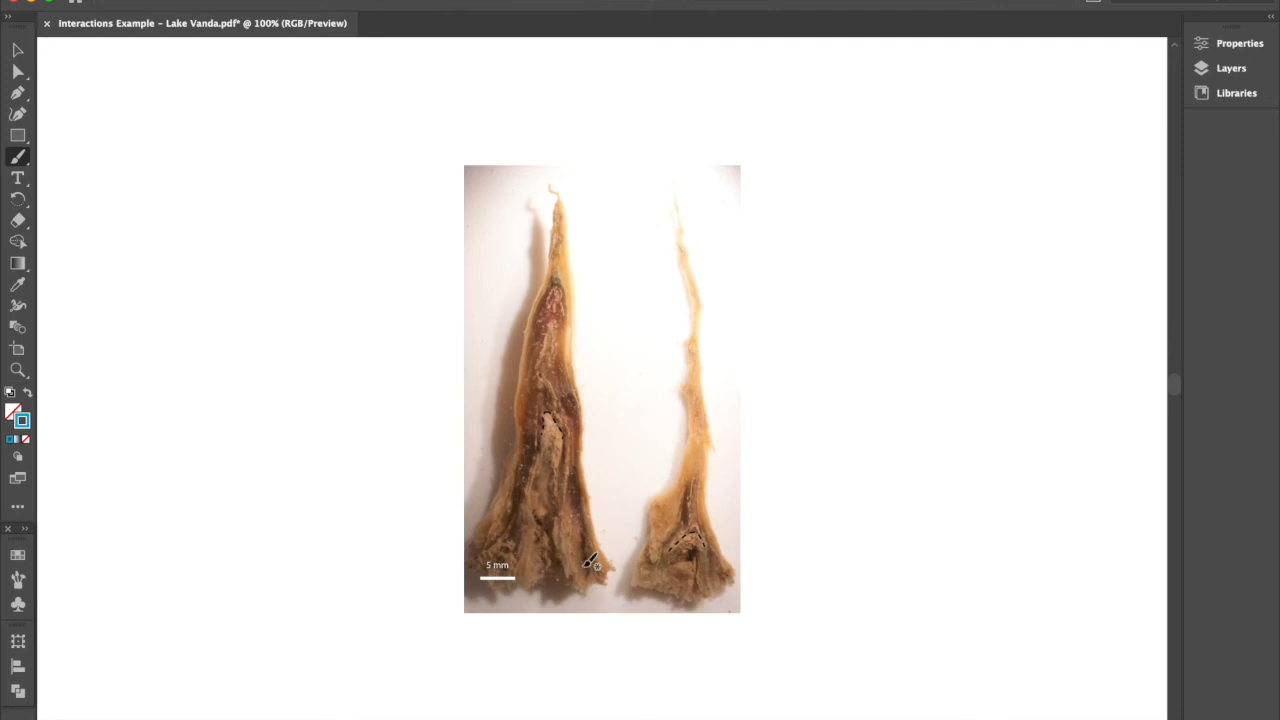 Interactions Example - Lake Vanda.pdf* @ 100% (RGB/Preview)
Properties
Layers
Libraries
5 mm